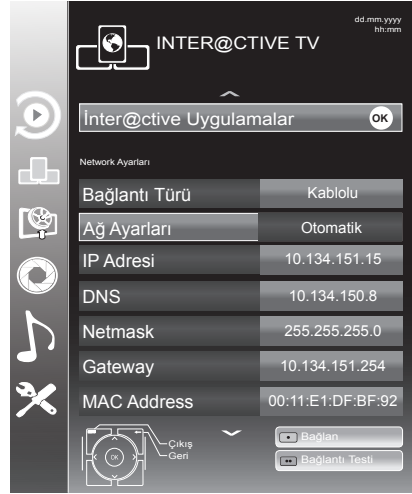 dd.mm.yyyy
hh:mm
INTER@CTIVE TV
İnter@ctive Uygulamalar OK
Network Ayarları
Bağlantı Türü Kablolu
Ağ Ayarları Otomatik
IP Adresi 10.134.151.15
DNS 10.134.150.8
Netmask 255.255.255.0
Gateway 10.134.151.254
MAC Address 00:11:E1:DF:BF:92
Çıkış
Geri
OK
Bağlan
Bağlantı Testi